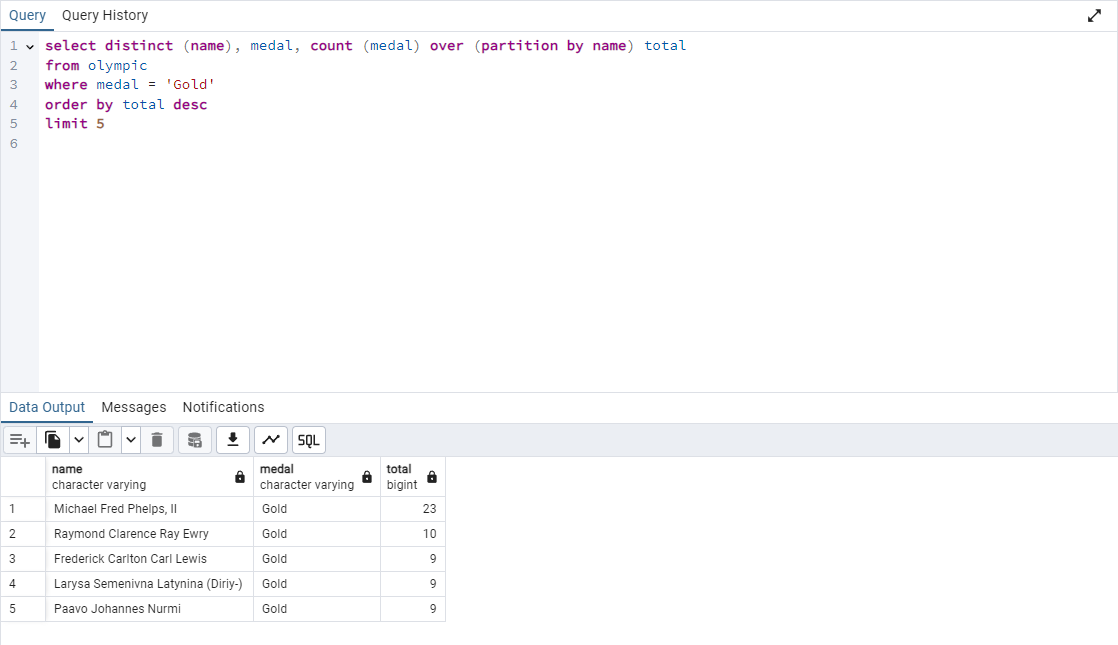 Query Query History
1 select distinct (name), medal, count (medal) over (partition by name) total
2 from olympic
3 where medal = 'Gold'
4 order by total desc
5 limit 5
6
Data Output Messages Notifications
SQL
name medal total
character varying character varying bigint
1 Michael Fred Phelps, II Gold 23
2 Raymond Clarence Ray Ewry Gold 10
3 Frederick Carlton Carl Lewis Gold 9
4 Larysa Semenivna Latynina (Diriy-) Gold 9
5 Paavo Johannes Nurmi Gold 9